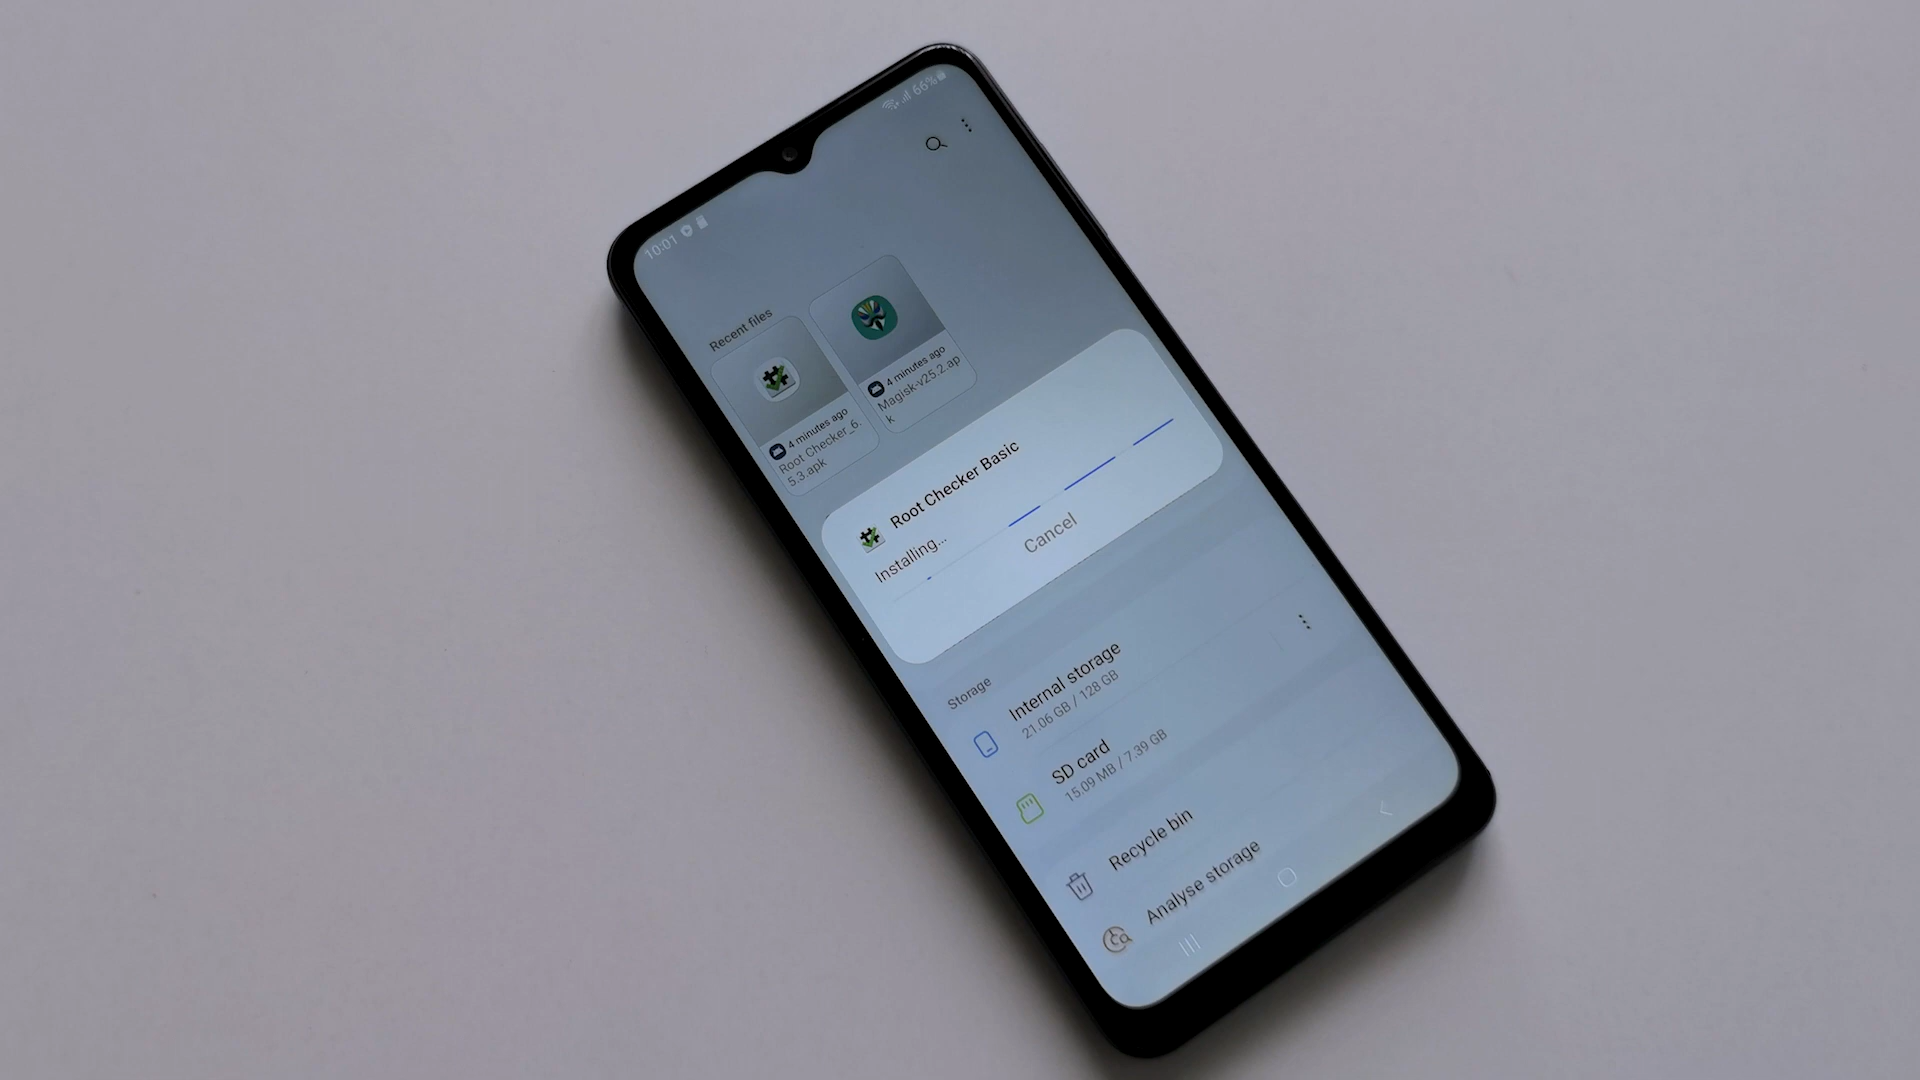 10:01
66%
Recent files
4 minutes ago
Root Checker_6.
5.3.apk
4 minutes ago
Magisk-v25.2.ap
k
Root Checker Basic
Installing...
Cancel
Storage
Internal storage
21.06 GB / 128 GB
SD card
15.09 MB / 7.39 GB
Recycle bin
Analyse storage